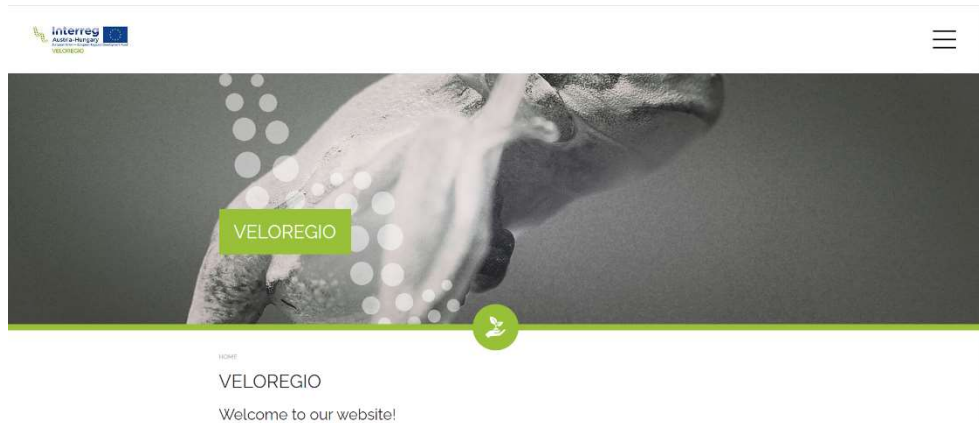 Interreg
Austria-Hungary
VELOREGIO
VELOREGIO
HOME
VELOREGIO
Welcome to our website!